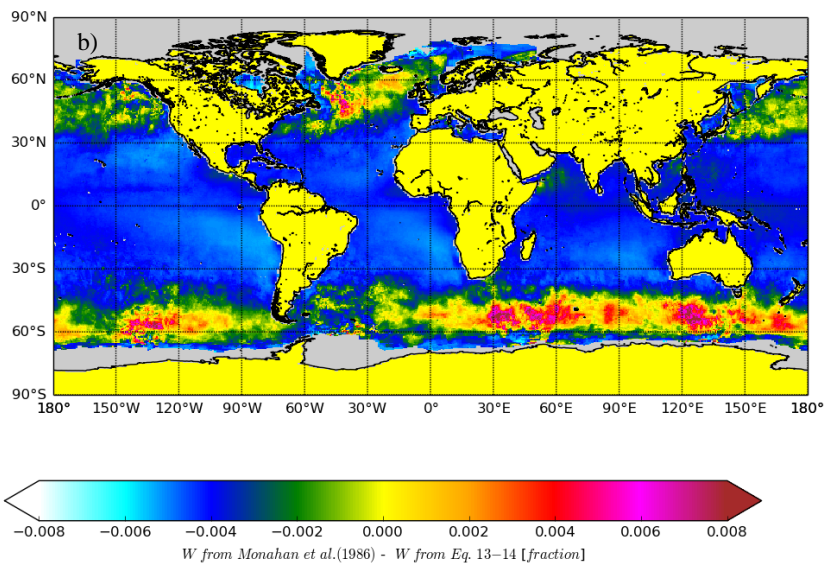 b)
90°N
60°N
30°N
0°
30°S
60°S
90°S
180° 150°W 120°W 90°W 60°W 30°W 0° 30°E 60°E 90°E 120°E 150°E 180°
−0.008 −0.006 −0.004 −0.002 0.000 0.002 0.004 0.006 0.008
W from Monahan et al.(1986) - W from Eq. 13−14 [fraction]